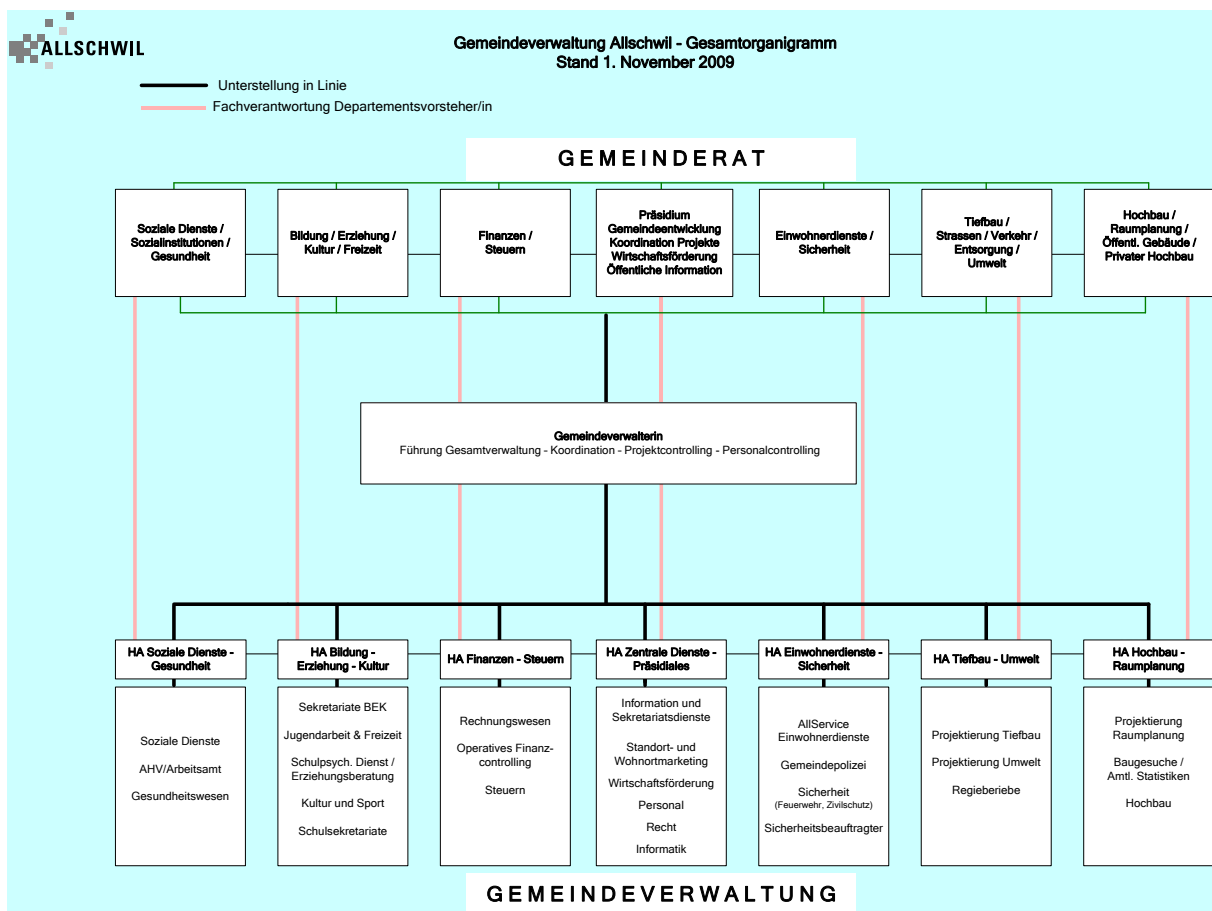 ALLSCHWIL
Gemeindeverwaltung Allschwil - Gesamtorganigramm
Stand 1. November 2009
Unterstellung in Linie
Fachverantwortung Departementsvorsteher/in
GEMEINDERAT
Soziale Dienste /
Sozialinstitutionen /
Gesundheit
Bildung / Erziehung /
Kultur / Freizeit
Finanzen /
Steuern
Präsidium
Gemeindeentwicklung
Koordination Projekte
Wirtschaftsförderung
Öffentliche Information
Einwohnerdienste /
Sicherheit
Tiefbau /
Strassen / Verkehr /
Entsorgung /
Umwelt
Hochbau /
Raumplanung /
Öffentl. Gebäude /
Privater Hochbau
Gemeindeverwalterin
Führung Gesamtverwaltung - Koordination - Projektcontrolling - Personalcontrolling
HA Soziale Dienste -
Gesundheit
HA Bildung -
Erziehung - Kultur
HA Finanzen - Steuern
HA Zentrale Dienste -
Präsidiales
HA Einwohnerdienste -
Sicherheit
HA Tiefbau - Umwelt
HA Hochbau -
Raumplanung
Soziale Dienste
AHV/Arbeitsamt
Gesundheitswesen
Sekretariate BEK
Jugendarbeit & Freizeit
Schulpsych. Dienst /
Erziehungsberatung
Kultur und Sport
Schulsekretariate
Rechnungswesen
Operatives Finanz-
controlling
Steuern
Information und
Sekretariatsdienste
Standort- und
Wohnortmarketing
Wirtschaftsförderung
Personal
Recht
Informatik
AllService
Einwohnerdienste
Gemeindepolizei
Sicherheit
(Feuerwehr, Zivilschutz)
Sicherheitsbeauftragter
Projektierung Tiefbau
Projektierung Umwelt
Regieberiebe
Projektierung
Raumplanung
Baugesuche /
Amtl. Statistiken
Hochbau
GEMEINDEVERWALTUNG